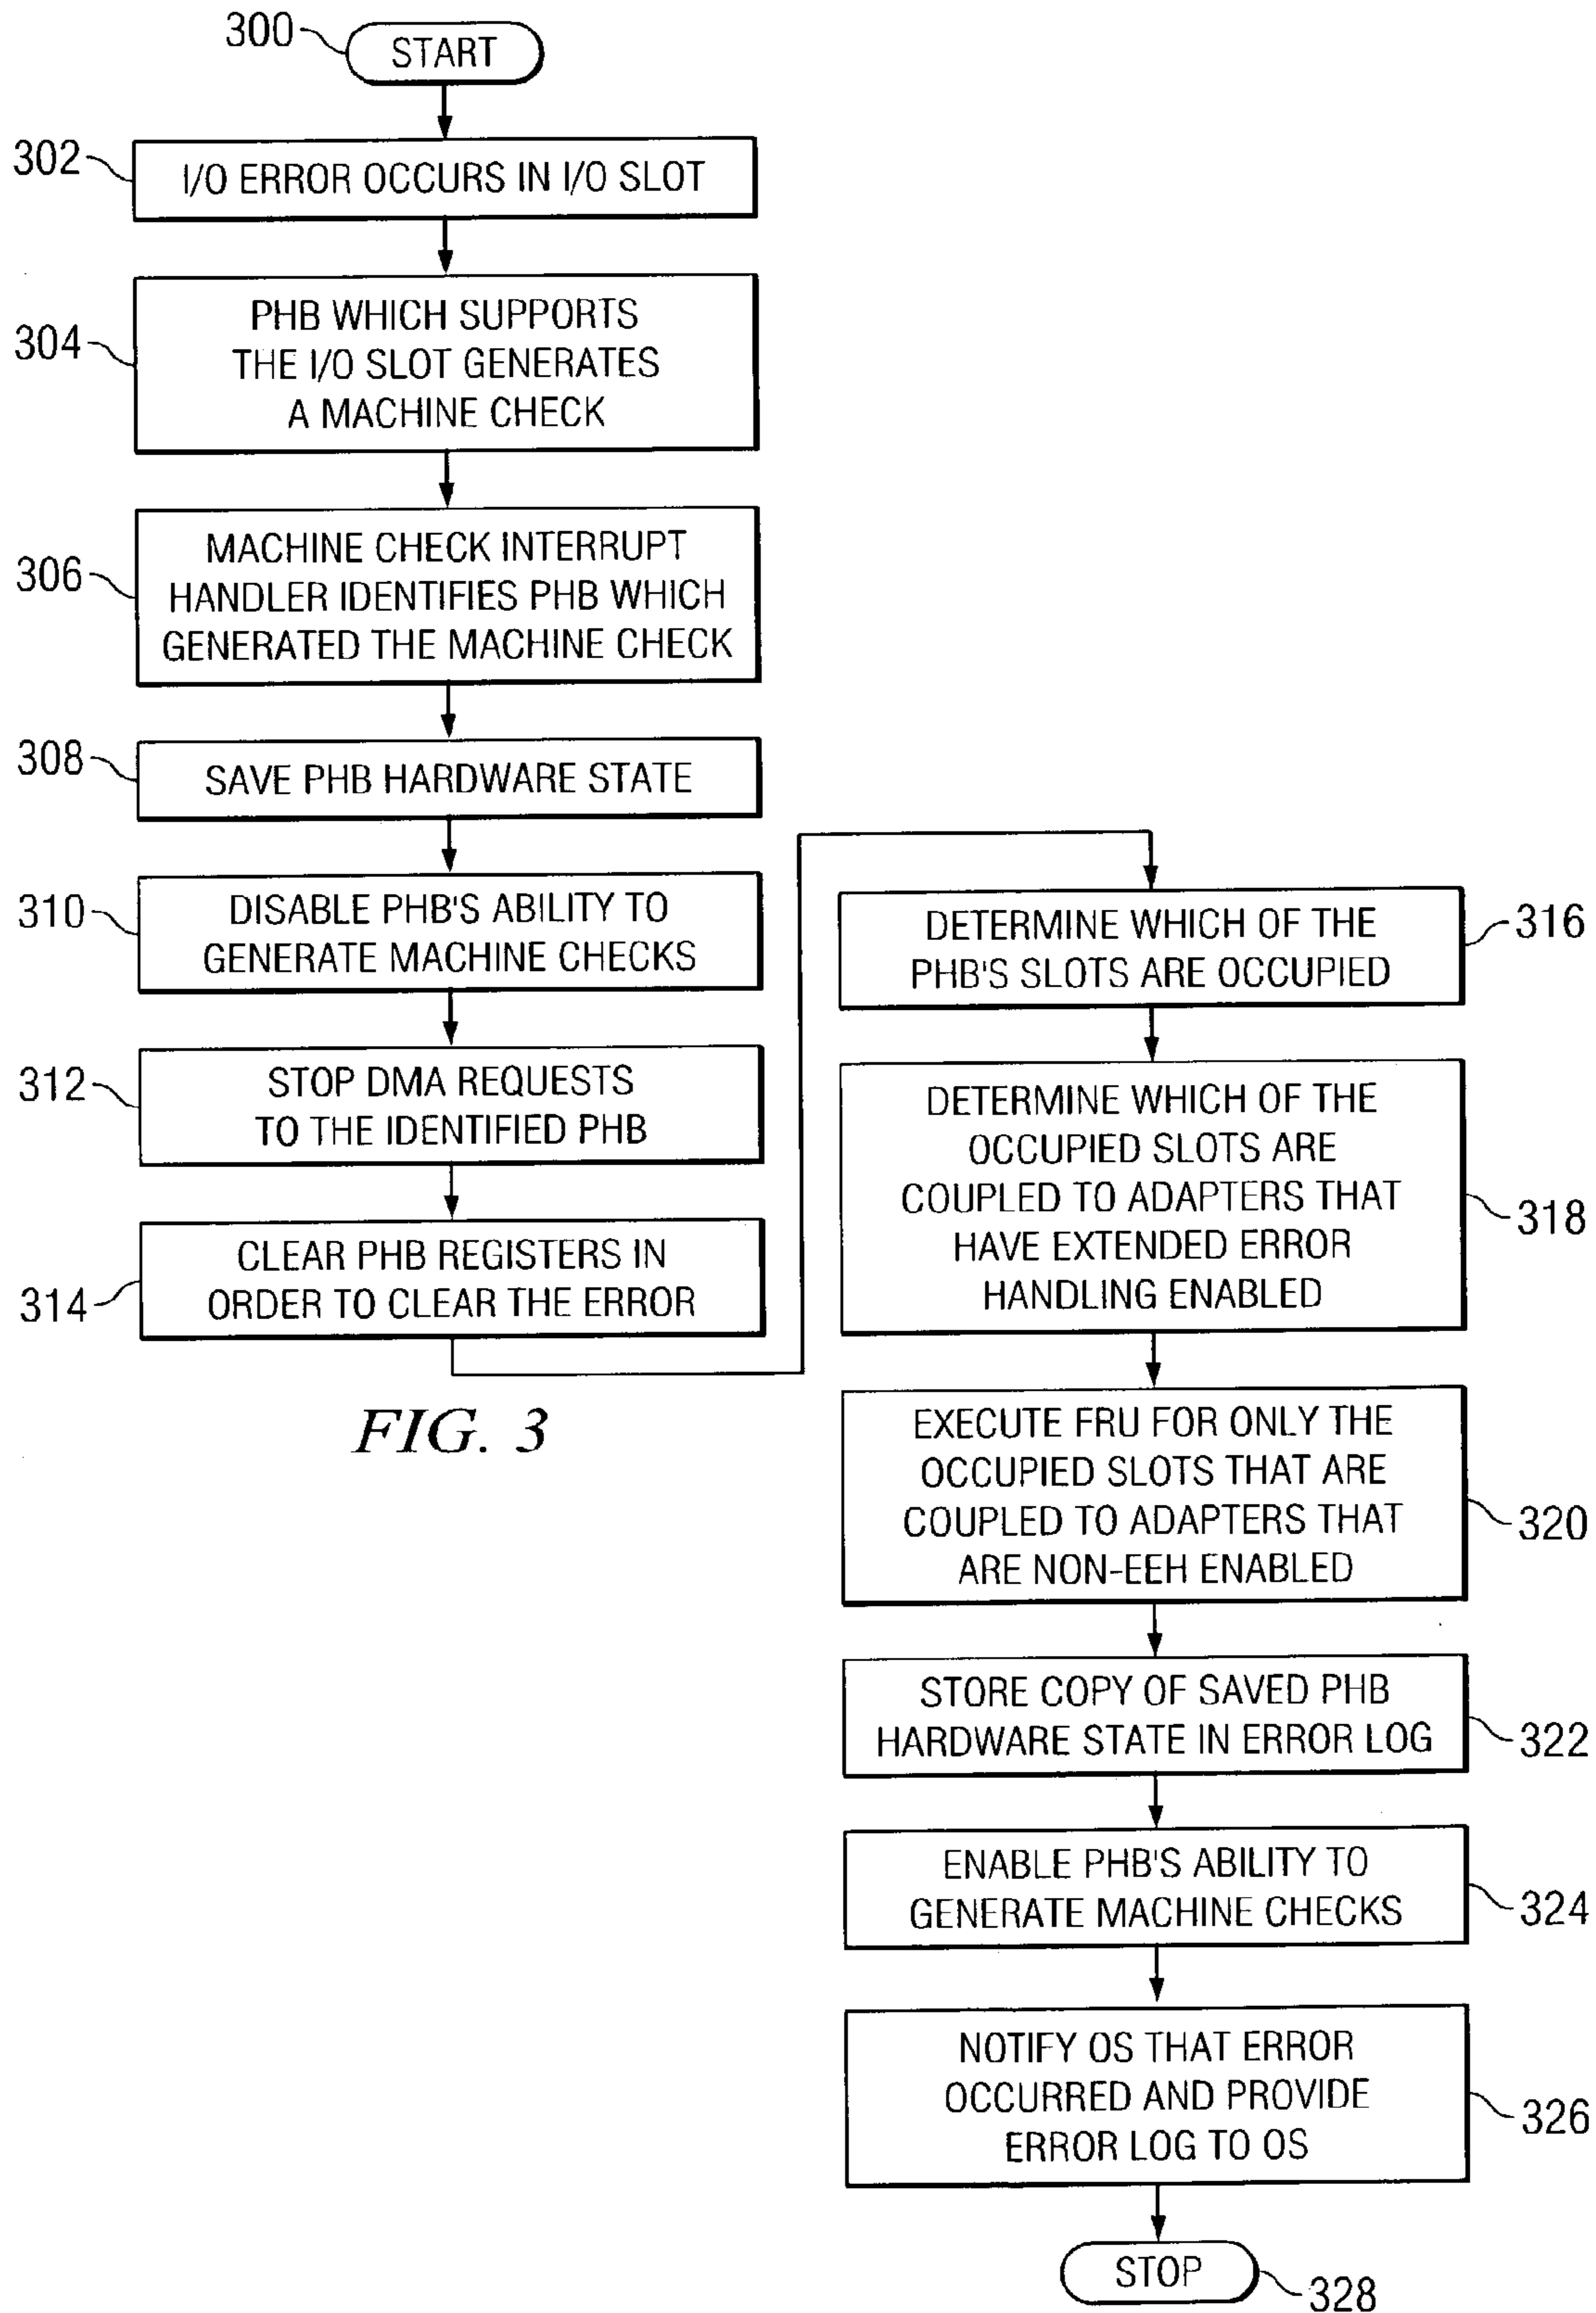 300
START
302
I/O ERROR OCCURS IN I/O SLOT
304
PHB WHICH SUPPORTS
THE I/O SLOT GENERATES
A MACHINE CHECK
306
MACHINE CHECK INTERRUPT
HANDLER IDENTIFIES PHB WHICH
GENERATED THE MACHINE CHECK
308
SAVE PHB HARDWARE STATE
310
DISABLE PHB'S ABILITY TO
GENERATE MACHINE CHECKS
312
STOP DMA REQUESTS
TO THE IDENTIFIED PHB
314
CLEAR PHB REGISTERS IN
ORDER TO CLEAR THE ERROR
FIG. 3
DETERMINE WHICH OF THE
PHB'S SLOTS ARE OCCUPIED
316
DETERMINE WHICH OF THE
OCCUPIED SLOTS ARE
COUPLED TO ADAPTERS THAT
HAVE EXTENDED ERROR
HANDLING ENABLED
318
EXECUTE FRU FOR ONLY THE
OCCUPIED SLOTS THAT ARE
COUPLED TO ADAPTERS THAT
ARE NON-EEH ENABLED
320
STORE COPY OF SAVED PHB
HARDWARE STATE IN ERROR LOG
322
ENABLE PHB'S ABILITY TO
GENERATE MACHINE CHECKS
324
NOTIFY OS THAT ERROR
OCCURRED AND PROVIDE
ERROR LOG TO OS
326
STOP
328